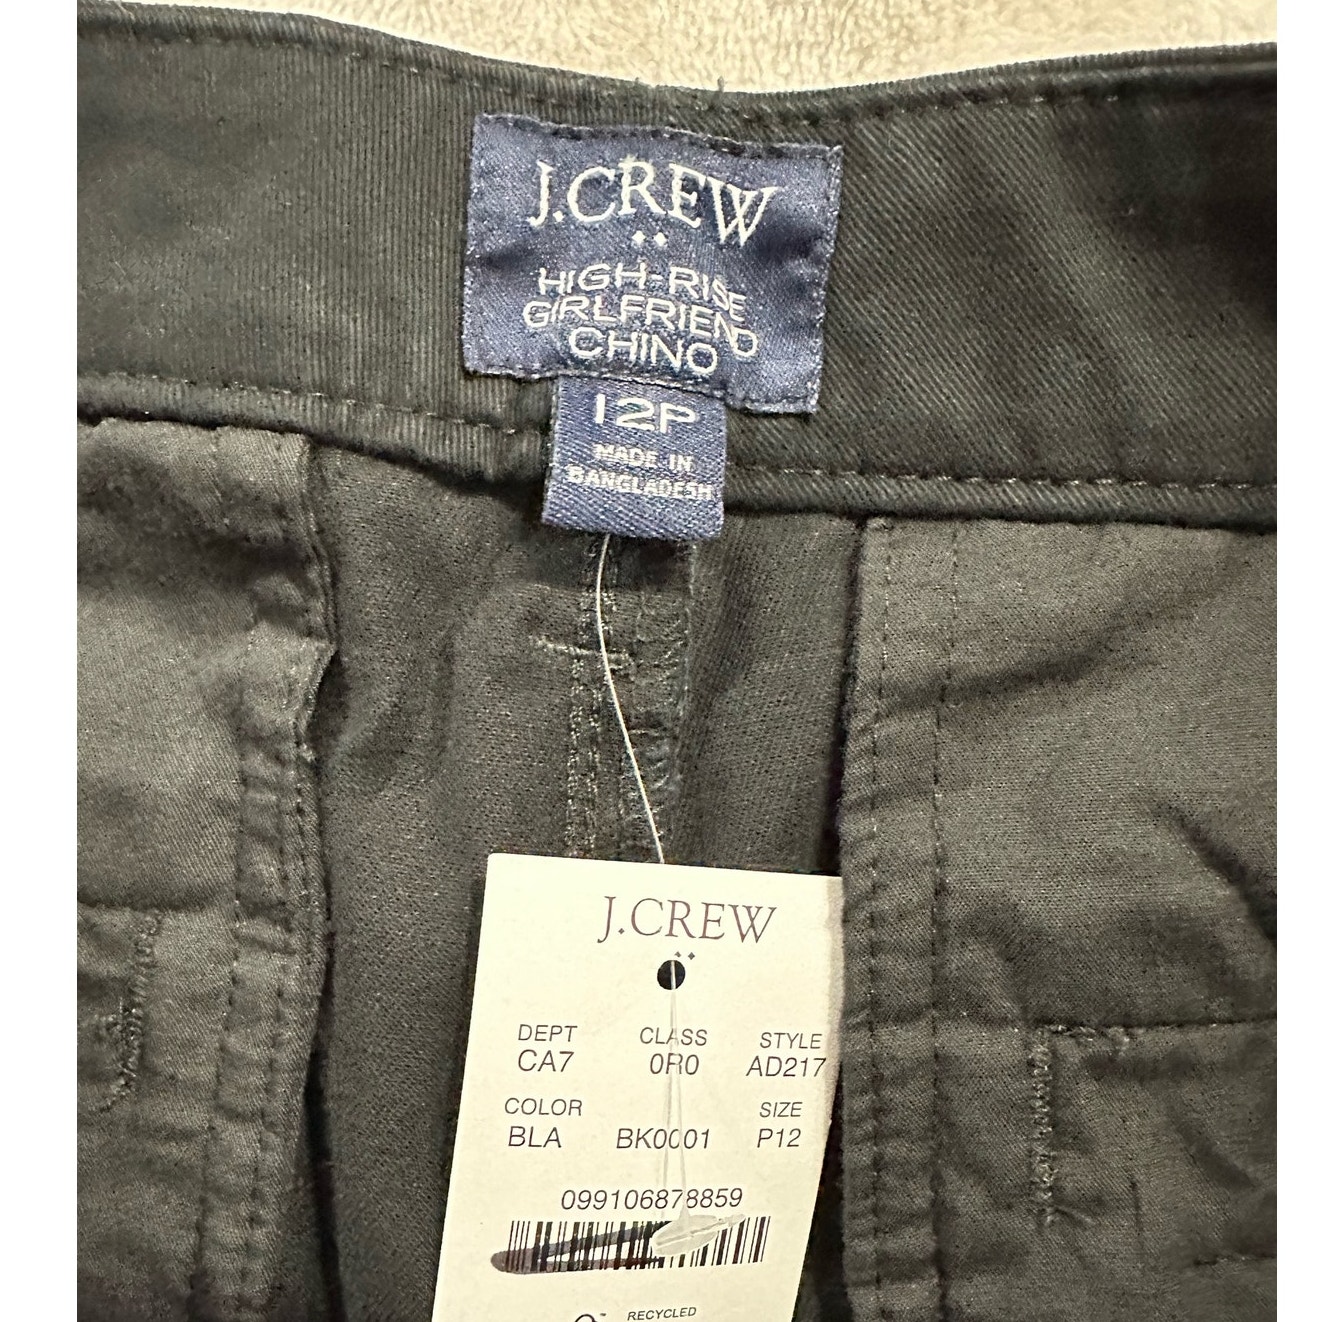 J.CREW
HIGH-RISE
GIRLFRIEND
CHINO
12P
MADE IN
BANGLADESH
J.CREW
DEPT CLASS STYLE
CA7 0R0 AD217
COLOR SIZE
BLA BK0001 P12
099106878859
RECYCLED